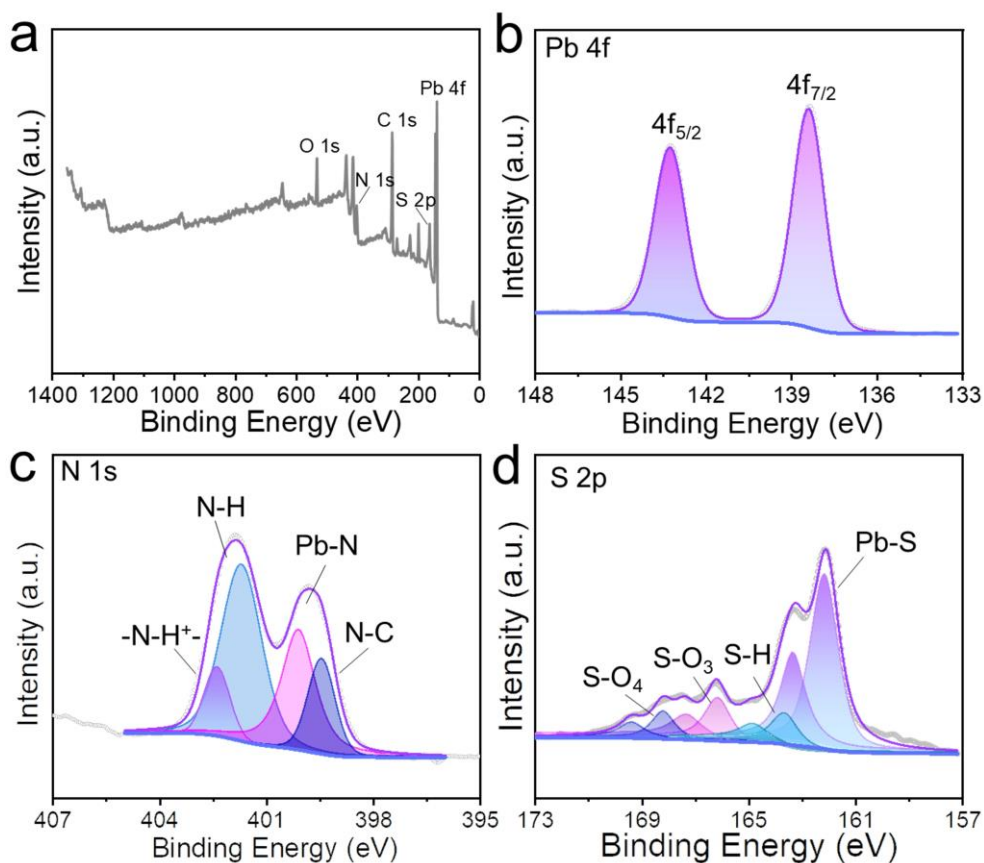 a
Pb 4f
C 1s
O 1s
N 1s
S 2p
Intensity (a.u.)
1400 1200 1000 800 600 400 200 0
Binding Energy (eV)
b
Pb 4f
4f5/2
4f7/2
Intensity (a.u.)
148 145 142 139 136 133
Binding Energy (eV)
c
N 1s
N-H
Pb-N
-N-H+-
N-C
Intensity (a.u.)
407 404 401 398 395
Binding Energy (eV)
d
S 2p
Pb-S
S-H
S-O3
S-O4
Intensity (a.u.)
173 169 165 161 157
Binding Energy (eV)